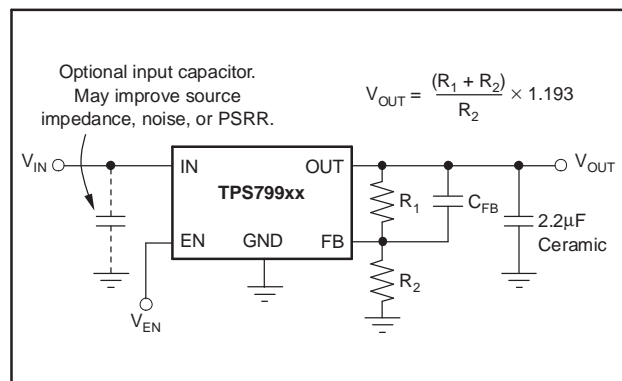 Optional input capacitor.
May improve source
impedance, noise, or PSRR.
V_OUT = (R_1 + R_2) / R_2 × 1.193
V_IN
IN
OUT
V_OUT
TPS799xx
R_1
C_FB
2.2μF
Ceramic
EN
GND
FB
R_2
V_EN